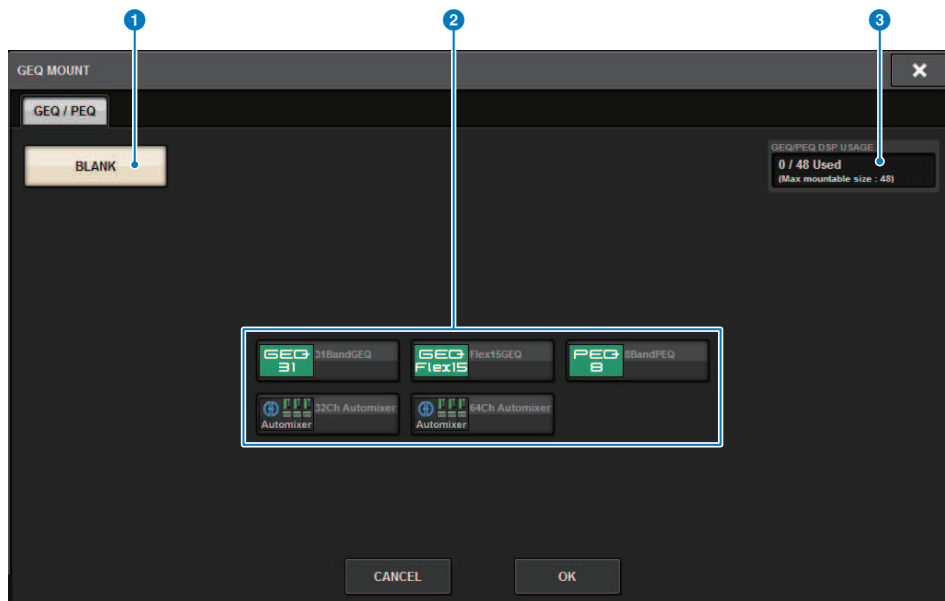 1 2 3
GEQ MOUNT
GEQ / PEQ
BLANK
GEQ/PEQ DSP USAGE
0 / 48 Used
(Max mountable size : 48)
GEQ 31 31BandGEQ
GEQ Flex15 Flex15GEQ
PEQ 8 8BandPEQ
Automixer 32Ch Automixer
Automixer 64Ch Automixer
CANCEL OK